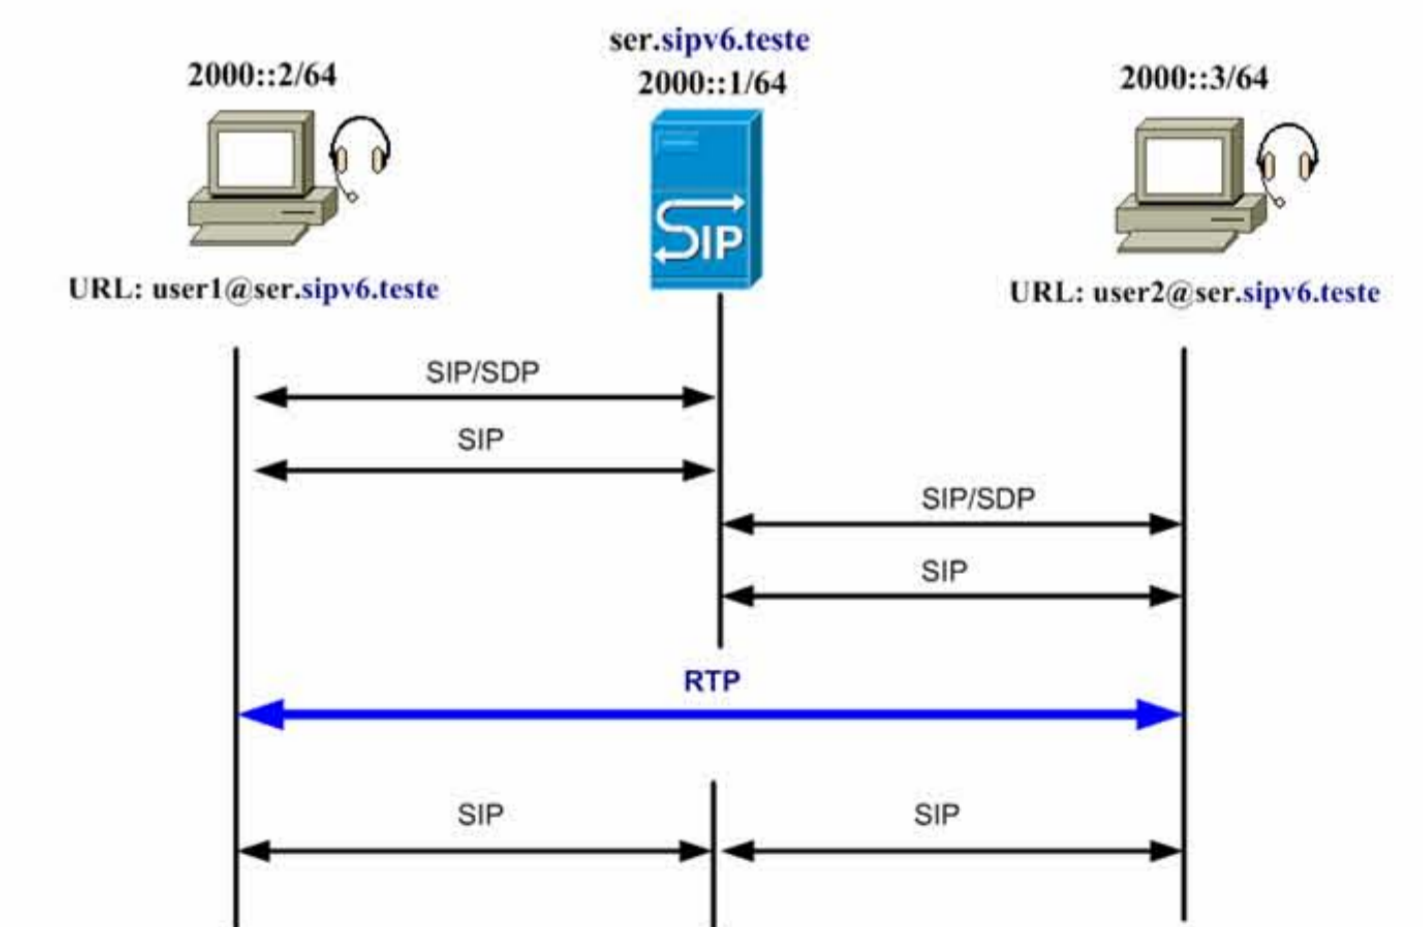 ser.sipv6.teste
2000::2/64
2000::1/64
2000::3/64
SIP
URL: user1@ser.sipv6.teste
URL: user2@ser.sipv6.teste
SIP/SDP
SIP
SIP/SDP
SIP
RTP
SIP
SIP